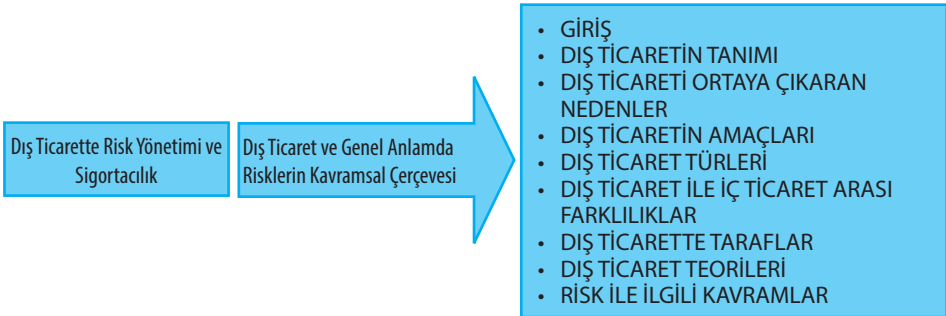 Dış Ticarette Risk Yönetimi ve
Sigortacılık
Dış Ticaret ve Genel Anlamda
Risklerin Kavramsal Çerçevesi
• GİRİŞ
• DIŞ TİCARETİN TANIMI
• DIŞ TİCARETİ ORTAYA ÇIKARAN
NEDENLER
• DIŞ TİCARETİN AMAÇLARI
• DIŞ TİCARET TÜRLERİ
• DIŞ TİCARET İLE İÇ TİCARET ARASI
FARKLILIKLAR
• DIŞ TİCARETTE TARAFLAR
• DIŞ TİCARET TEORİLERİ
• RİSK İLE İLGİLİ KAVRAMLAR